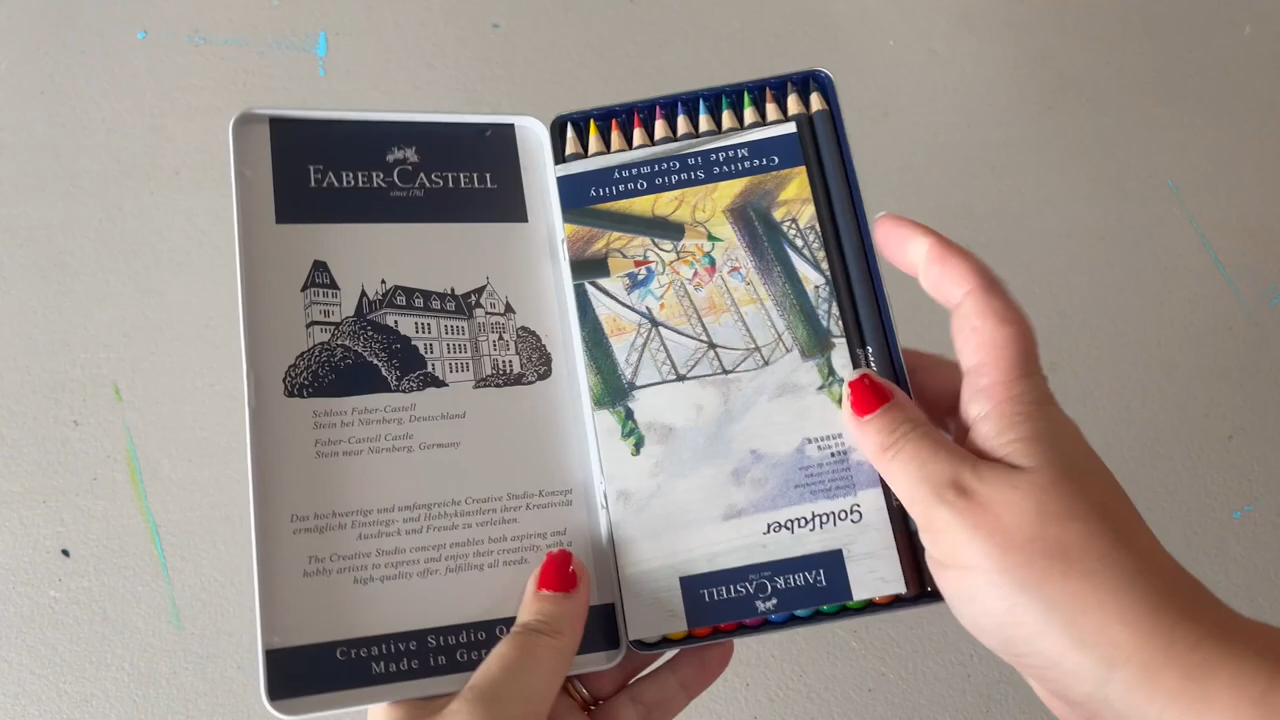 FABER-CASTELL
since 1761
Schloss Faber-Castell
Stein bei Nürnberg, Deutschland
Faber-Castell Castle
Stein near Nürnberg, Germany
Das hochwertige und umfangreiche Creative Studio-Konzept
ermöglicht Einstiegs- und Hobbykünstlern ihrer Kreativität
Ausdruck und Freude zu verleihen.
The Creative Studio concept enables both aspiring and
hobby artists to express and enjoy their creativity, with a
high-quality offer, fulfilling all needs.
Creative Studio
Made in
FABER-CASTELL
since 1761
Goldfaber
Creative Studio Quality
Made in Germany